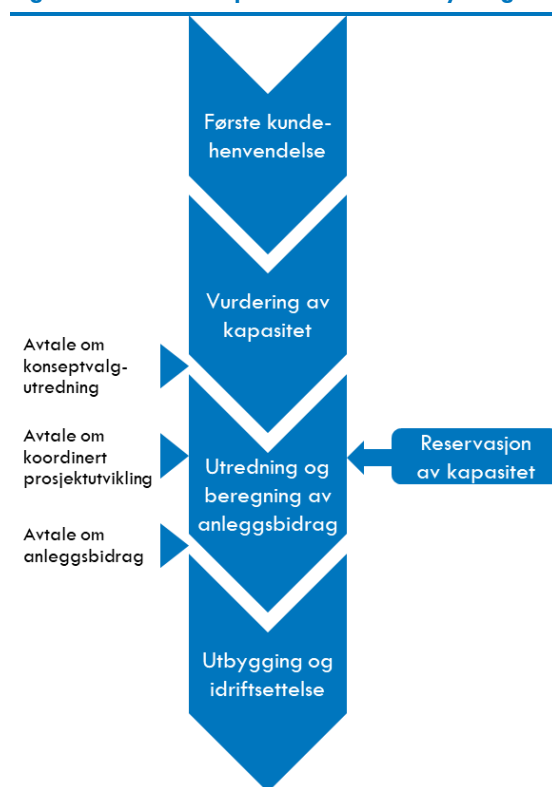 Første kunde-
henvendelse
Vurdering av
kapasitet
Avtale om
konseptvalg-
utredning
Avtale om
koordinert
prosjektutvikling
Utredning og
beregning av
anleggsbidrag
Reservasjon
av kapasitet
Avtale om
anleggsbidrag
Utbygging og
idriftsettelse